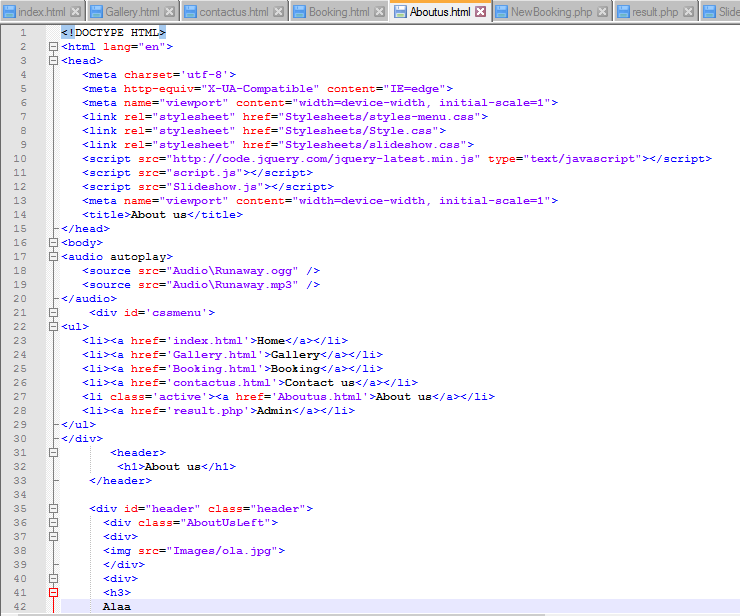 index.html Gallery.html contactus.html Booking.html Aboutus.html NewBooking.php result.php Slide
1 <!DOCTYPE HTML>
2 <html lang="en">
3 <head>
4 <meta charset='utf-8'>
5 <meta http-equiv="X-UA-Compatible" content="IE=edge">
6 <meta name="viewport" content="width=device-width, initial-scale=1">
7 <link rel="stylesheet" href="Stylesheets/styles-menu.css">
8 <link rel="stylesheet" href="Stylesheets/Style.css">
9 <link rel="stylesheet" href="Stylesheets/slideshow.css">
10 <script src="http://code.jquery.com/jquery-latest.min.js" type="text/javascript"></script>
11 <script src="script.js"></script>
12 <script src="Slideshow.js"></script>
13 <meta name="viewport" content="width=device-width, initial-scale=1">
14 <title>About us</title>
15 </head>
16 <body>
17 <audio autoplay>
18 <source src="Audio\Runaway.ogg" />
19 <source src="Audio\Runaway.mp3" />
20 </audio>
21 <div id='cssmenu'>
22 <ul>
23 <li><a href='index.html'>Home</a></li>
24 <li><a href='Gallery.html'>Gallery</a></li>
25 <li><a href='Booking.html'>Booking</a></li>
26 <li><a href='contactus.html'>Contact us</a></li>
27 <li class='active'><a href='Aboutus.html'>About us</a></li>
28 <li><a href='result.php'>Admin</a></li>
29 </ul>
30 </div>
31 <header>
32 <h1>About us</h1>
33 </header>
34
35 <div id="header" class="header">
36 <div class="AboutUsLeft">
37 <div>
38 <img src="Images/ola.jpg">
39 </div>
40 <div>
41 <h3>
42 Alaa